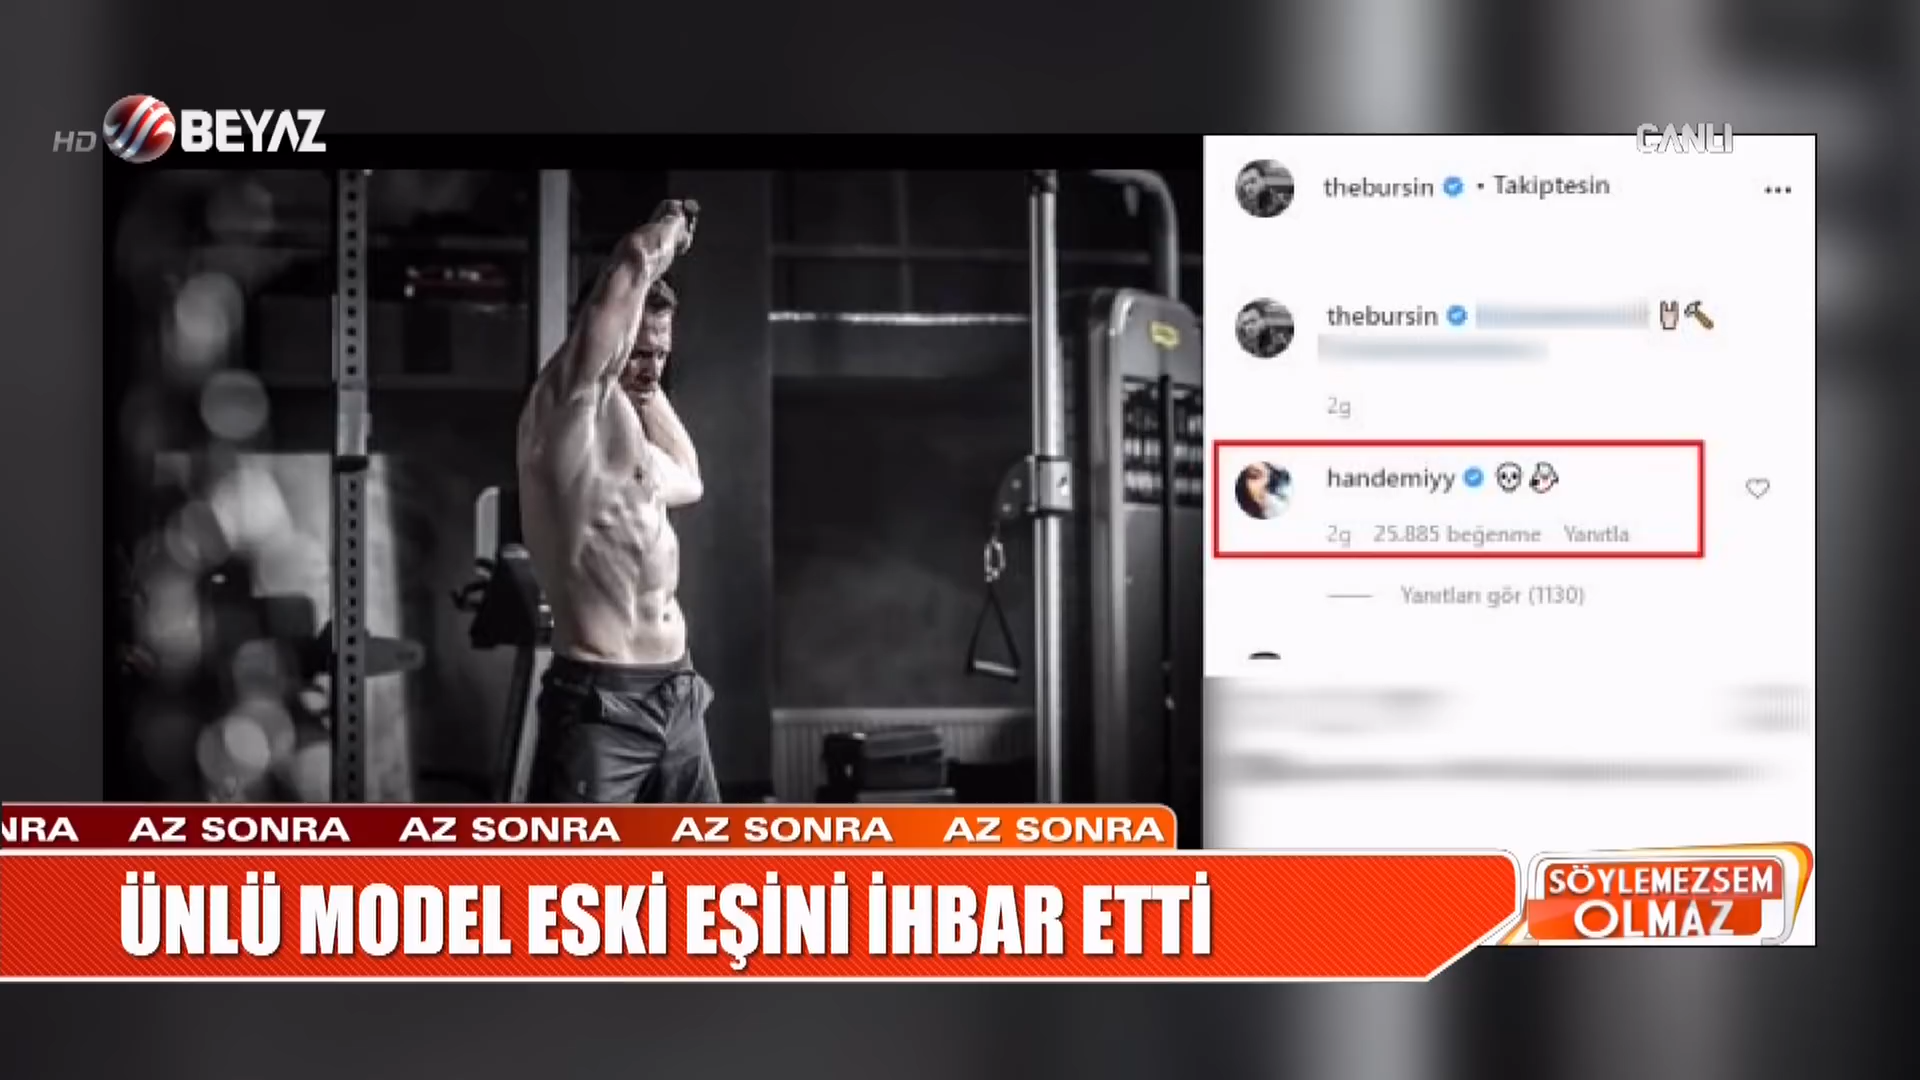 HD BEYAZ
CANLI
thebursin • Takiptesin
thebursin
2g
handemiyy
2g 25.885 beğenme Yanıtla
Yanıtları gör (1130)
NRA AZ SONRA AZ SONRA AZ SONRA AZ SONRA
ÜNLÜ MODEL ESKİ EŞİNİ İHBAR ETTİ
SÖYLEMEZSEM
OLMAZ